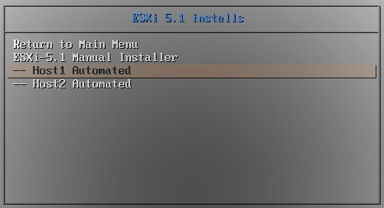 ESXi 5.1 installs
Return to Main Menu
ESXi-5.1 Manual Installer
-- Host1 Automated
-- Host2 Automated